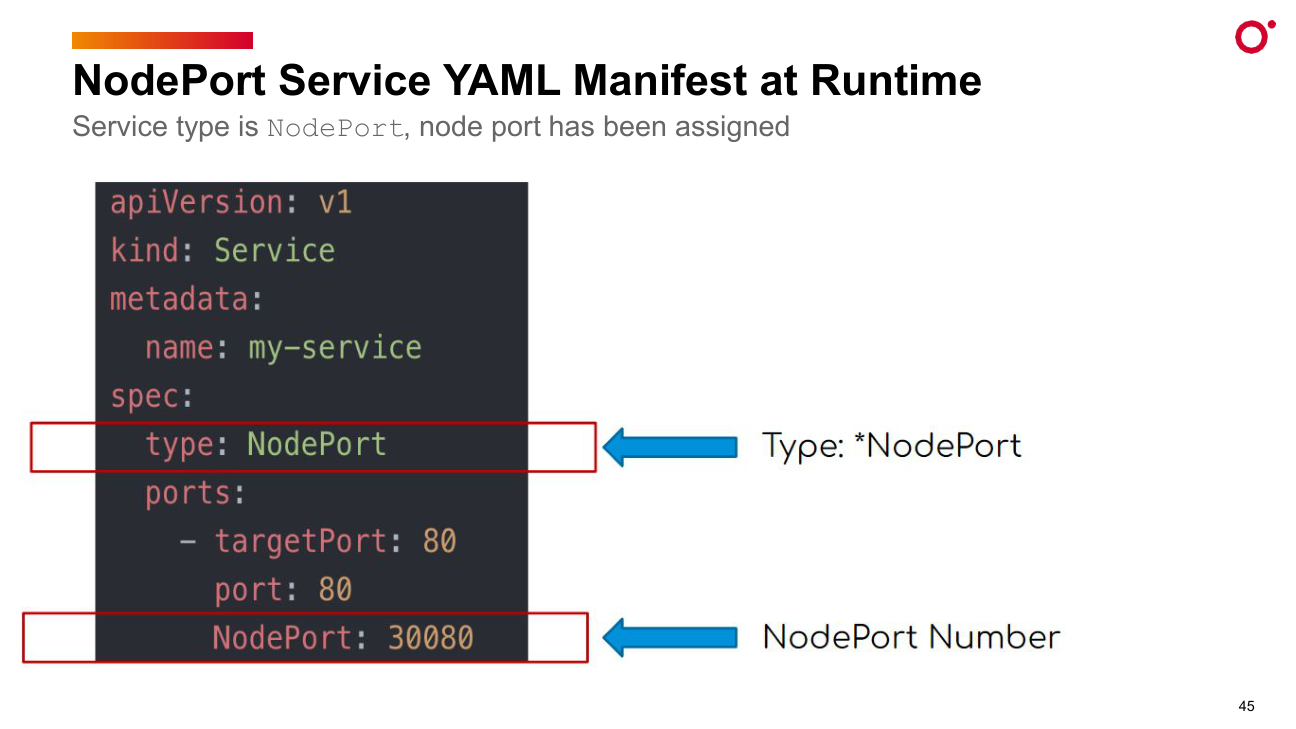 NodePort Service YAML Manifest at Runtime
Service type is NodePort, node port has been assigned
apiVersion: v1
kind: Service
metadata:
  name: my-service
spec:
  type: NodePort
Type: *NodePort
  ports:
    - targetPort: 80
      port: 80
      NodePort: 30080
NodePort Number
45